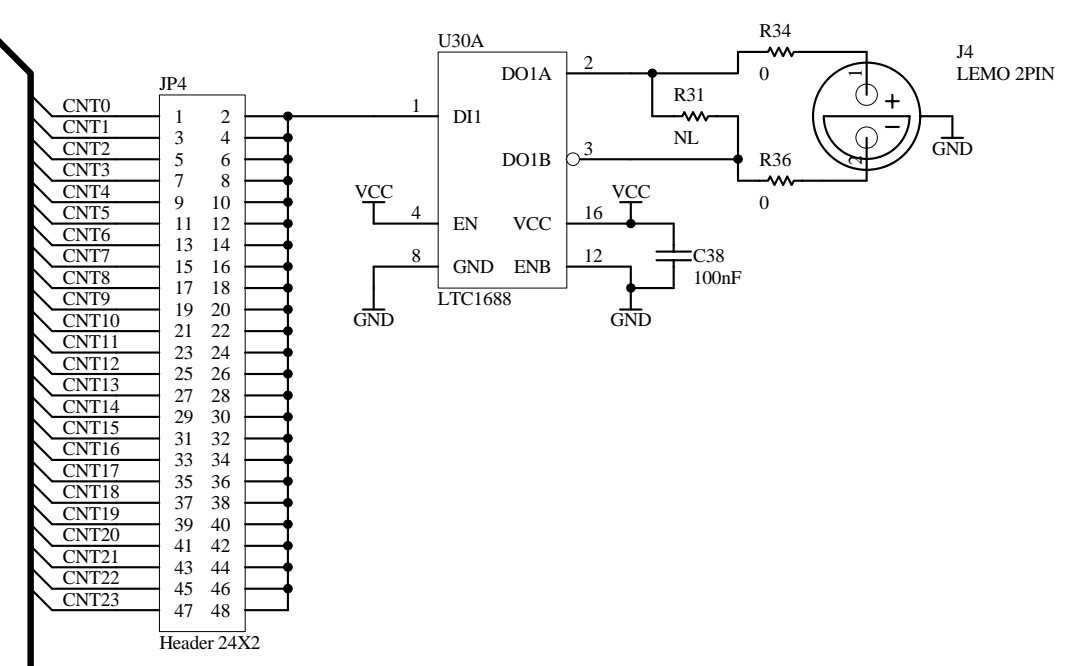 JP4
CNT0 1 2
CNT1 3 4
CNT2 5 6
CNT3 7 8
CNT4 9 10
CNT5 11 12
CNT6 13 14
CNT7 15 16
CNT8 17 18
CNT9 19 20
CNT10 21 22
CNT11 23 24
CNT12 25 26
CNT13 27 28
CNT14 29 30
CNT15 31 32
CNT16 33 34
CNT17 35 36
CNT18 37 38
CNT19 39 40
CNT20 41 42
CNT21 43 44
CNT22 45 46
CNT23 47 48
Header 24X2
U30A
DO1A 2
1 DI1
DO1B 3
VCC
4 EN
VCC 16
VCC
8 GND
ENB 12
LTC1688
GND
GND
C38
100nF
R34
0
R31
NL
R36
0
J4
LEMO 2PIN
1 +
2 −
GND